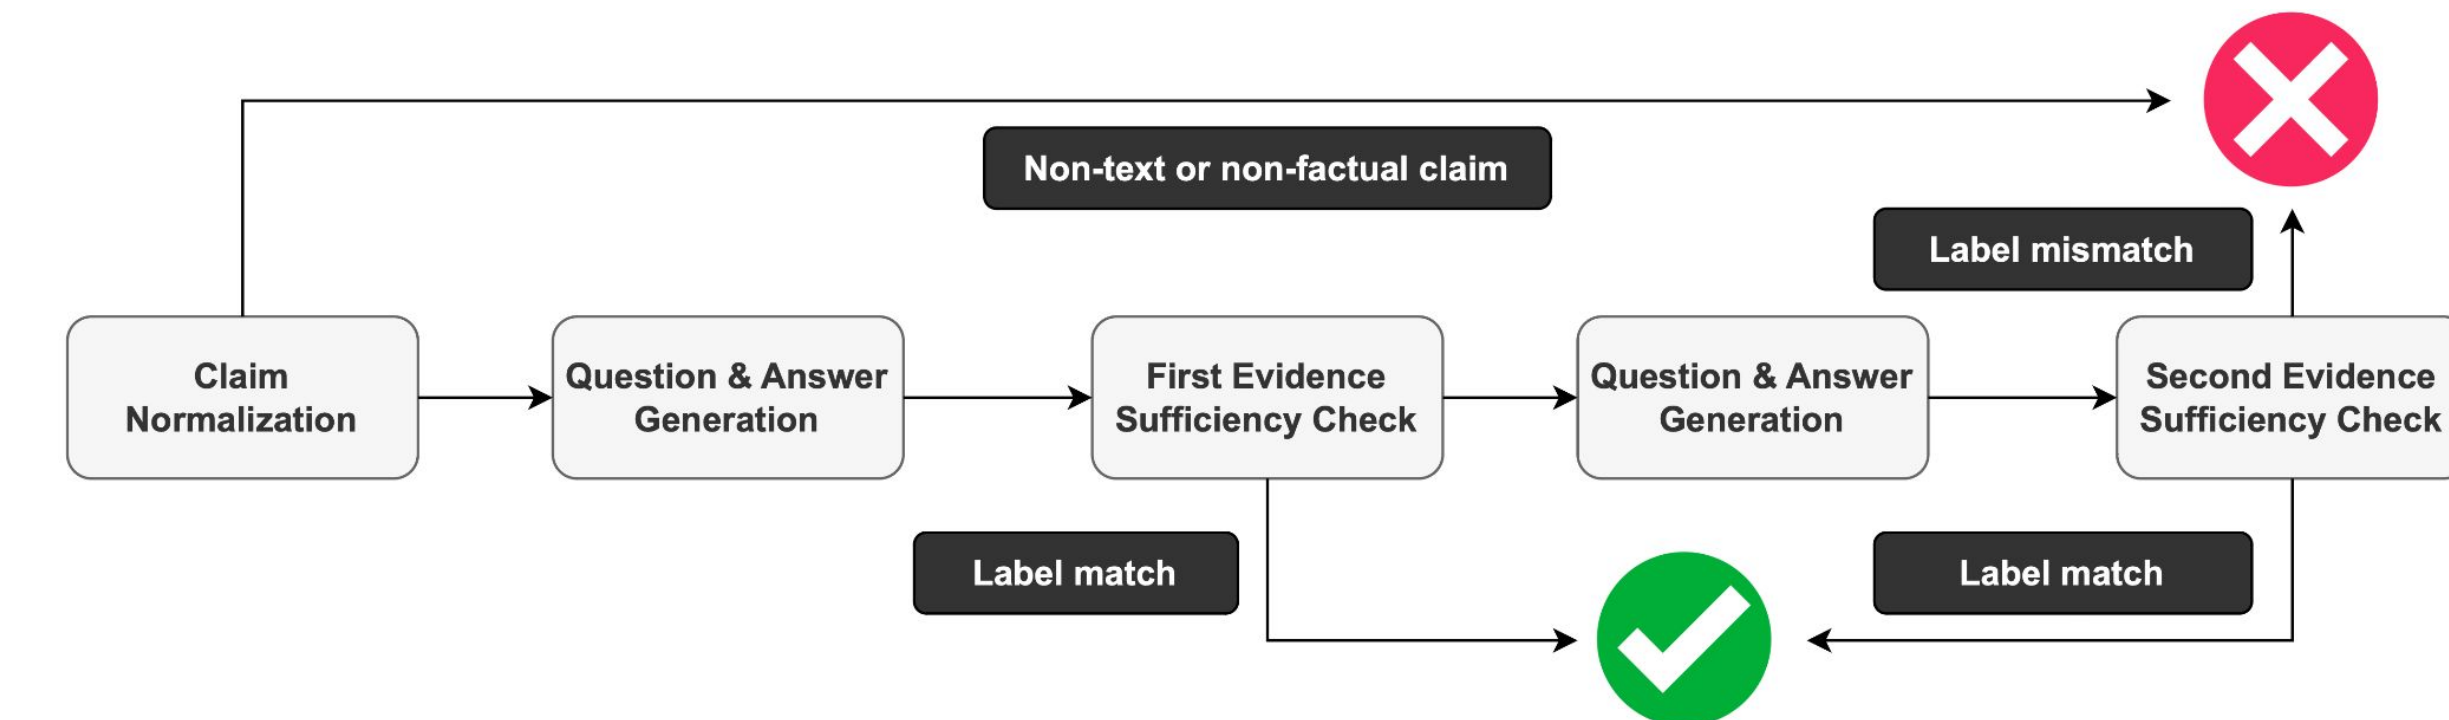 Non-text or non-factual claim
Label mismatch
Claim
Normalization
Question & Answer
Generation
First Evidence
Sufficiency Check
Question & Answer
Generation
Second Evidence
Sufficiency Check
Label match
Label match